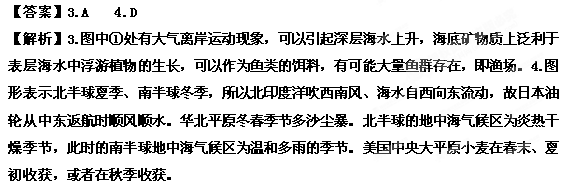 【答案】3.A 4.D
【解析】3.图中①处有大气离岸运动现象，可以引起深层海水上升，海底矿物质上泛利于
表层海水中浮游植物的生长，可以作为鱼类的饵料，有可能大量鱼群存在，即渔场。4.图
形表示北半球夏季、南半球冬季，所以北印度洋吹西南风、海水自西向东流动，故日本油
轮从中东返航时顺风顺水。华北平原冬春季节多沙尘暴。北半球的地中海气候区为炎热干
燥季节，此时的南半球地中海气候区为温和多雨的季节。美国中央大平原小麦在春末、夏
初收获，或者在秋季收获。